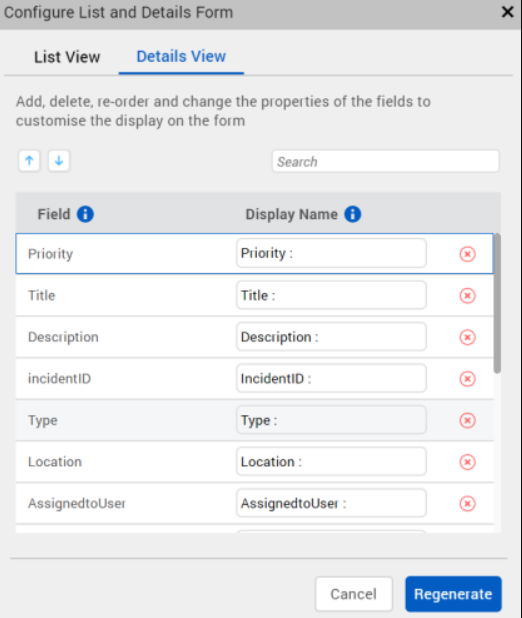 Configure List and Details Form
List View Details View
Add, delete, re-order and change the properties of the fields to
customise the display on the form
Search
Field Display Name
Priority Priority :
Title Title :
Description Description :
incidentID IncidentID :
Type Type :
Location Location :
AssignedtoUser AssignedtoUser :
Cancel Regenerate